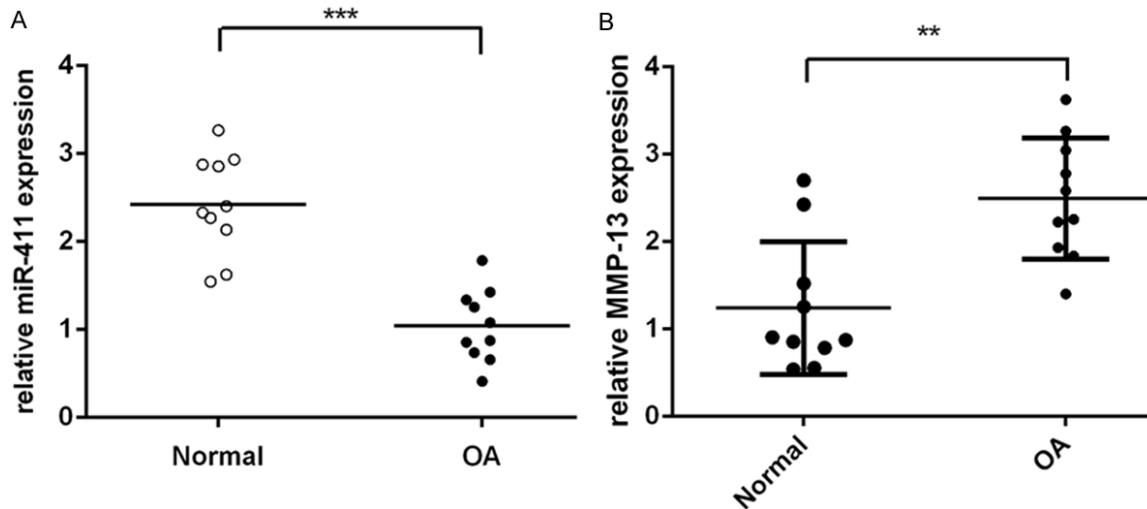 A
***
relative miR-411 expression
4
3
2
1
0
Normal
OA
B
**
relative MMP-13 expression
4
3
2
1
0
Normal
OA